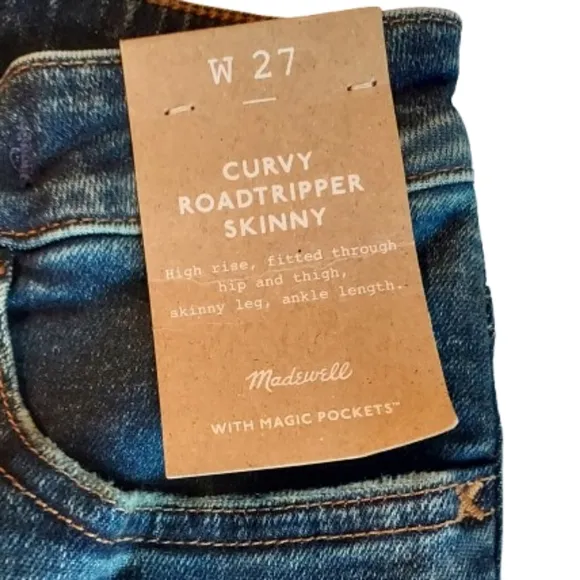 W 27
CURVY
ROADTRIPPER
SKINNY
High rise, fitted through
hip and thigh,
skinny leg, ankle length.
Madewell
WITH MAGIC POCKETS™